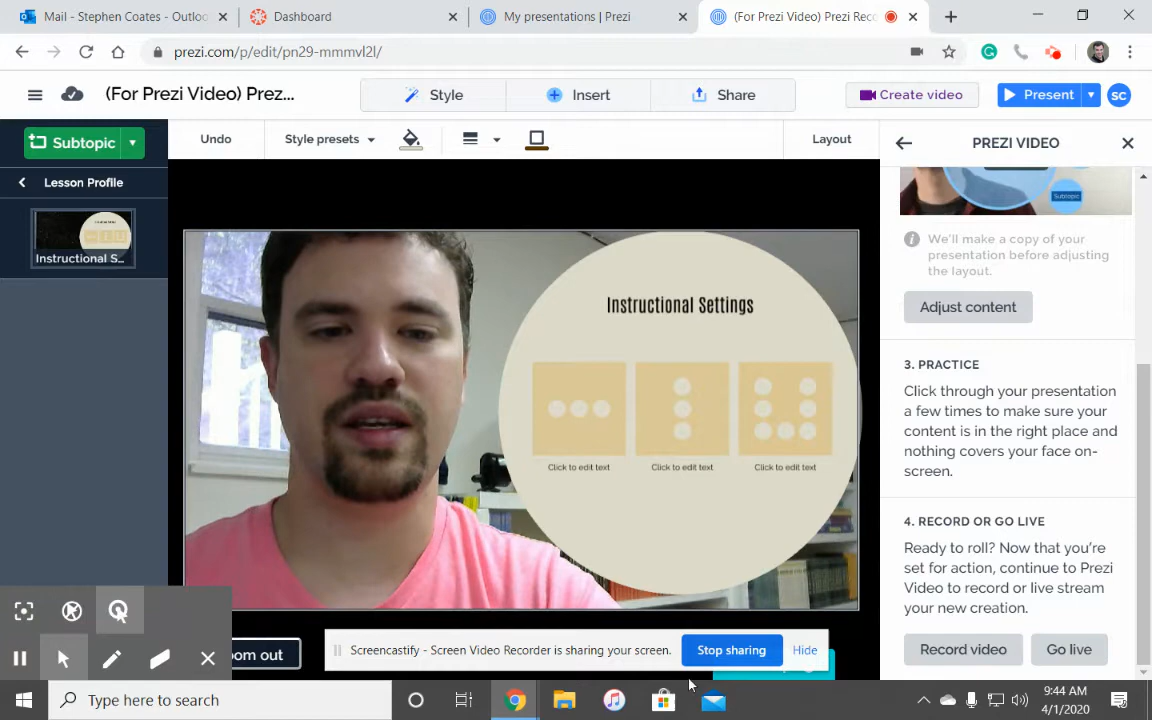 Mail - Stephen Coates - Outlo
Dashboard
My presentations | Prezi
(For Prezi Video) Prezi Reco
prezi.com/p/edit/pn29-mmmvl2l/
(For Prezi Video) Prez...
Style
Insert
Share
Create video
Present
SC
Subtopic
Undo
Style presets
Layout
PREZI VIDEO
Lesson Profile
Instructional S...
Instructional Settings
Click to edit text
Click to edit text
Click to edit text
Subtopic
We'll make a copy of your
presentation before adjusting
the layout.
Adjust content
3. PRACTICE
Click through your presentation
a few times to make sure your
content is in the right place and
nothing covers your face on-
screen.
4. RECORD OR GO LIVE
Ready to roll? Now that you're
set for action, continue to Prezi
Video to record or live stream
your new creation.
Record video
Go live
oom out
Screencastify - Screen Video Recorder is sharing your screen.
Stop sharing
Hide
Type here to search
9:44 AM
4/1/2020